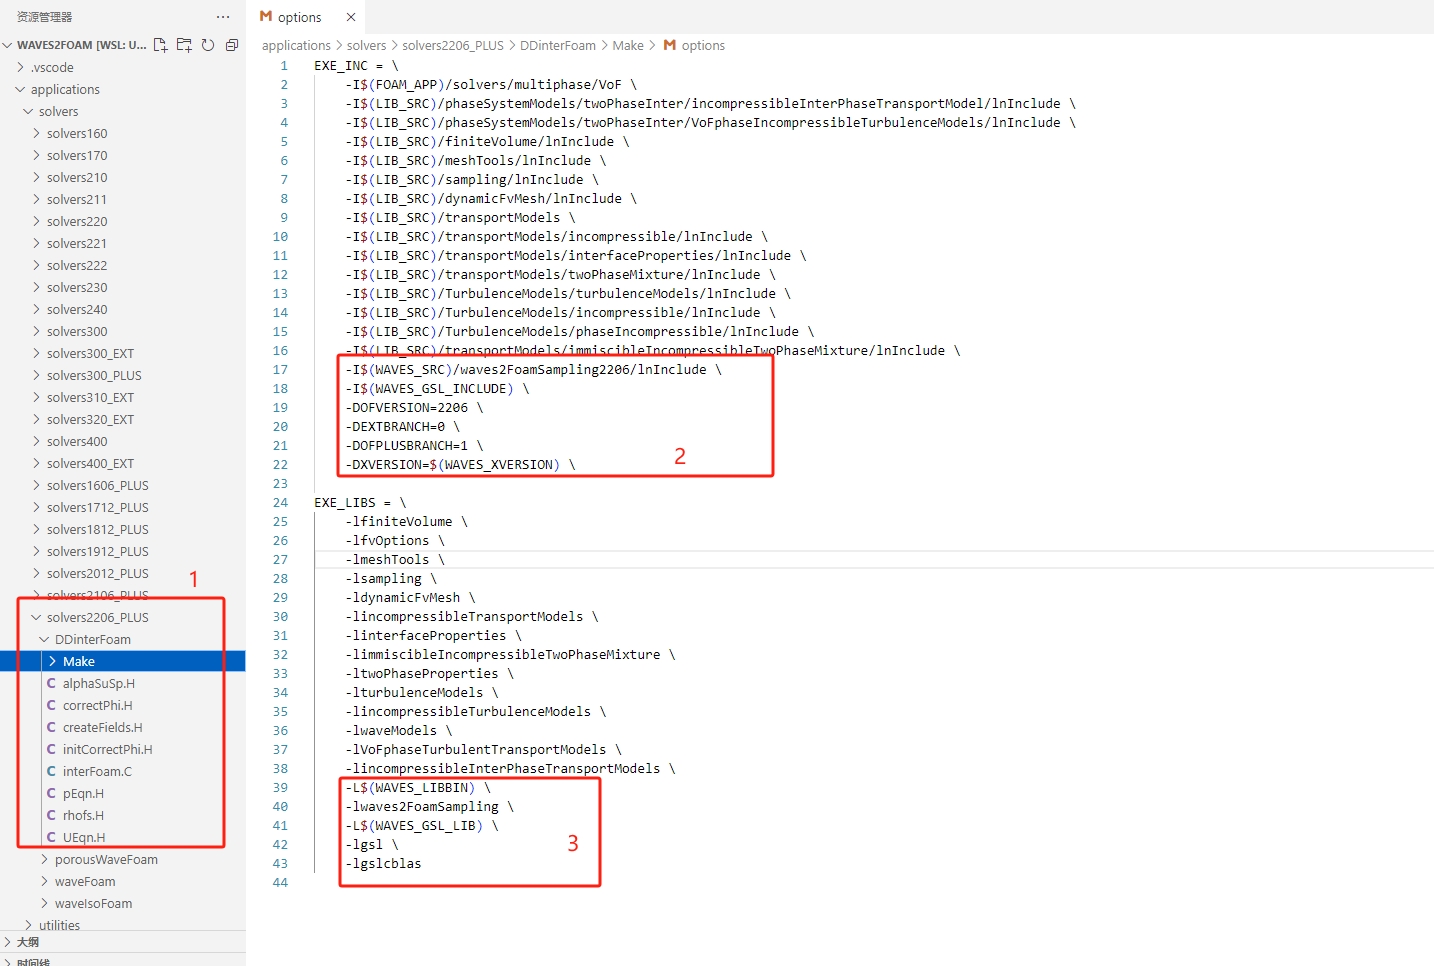 资源管理器
···
WAVES2FOAM [WSL: U...
.vscode
applications
solvers
solvers160
solvers170
solvers210
solvers211
solvers220
solvers221
solvers222
solvers230
solvers240
solvers300
solvers300_EXT
solvers300_PLUS
solvers310_EXT
solvers320_EXT
solvers400
solvers400_EXT
solvers1606_PLUS
solvers1712_PLUS
solvers1812_PLUS
solvers1912_PLUS
solvers2012_PLUS
1
solvers2106_PLUS
solvers2206_PLUS
DDinterFoam
Make
C alphaSuSp.H
C correctPhi.H
C createFields.H
C initCorrectPhi.H
C interFoam.C
C pEqn.H
C rhofs.H
C UEqn.H
porousWaveFoam
waveFoam
waveIsoFoam
utilities
大纲
时间线
M options
applications > solvers > solvers2206_PLUS > DDinterFoam > Make > M options
1 EXE_INC = \
2 -I$(FOAM_APP)/solvers/multiphase/VoF \
3 -I$(LIB_SRC)/phaseSystemModels/twoPhaseInter/incompressibleInterPhaseTransportModel/lnInclude \
4 -I$(LIB_SRC)/phaseSystemModels/twoPhaseInter/VoFphaseIncompressibleTurbulenceModels/lnInclude \
5 -I$(LIB_SRC)/finiteVolume/lnInclude \
6 -I$(LIB_SRC)/meshTools/lnInclude \
7 -I$(LIB_SRC)/sampling/lnInclude \
8 -I$(LIB_SRC)/dynamicFvMesh/lnInclude \
9 -I$(LIB_SRC)/transportModels \
10 -I$(LIB_SRC)/transportModels/incompressible/lnInclude \
11 -I$(LIB_SRC)/transportModels/interfaceProperties/lnInclude \
12 -I$(LIB_SRC)/transportModels/twoPhaseMixture/lnInclude \
13 -I$(LIB_SRC)/TurbulenceModels/turbulenceModels/lnInclude \
14 -I$(LIB_SRC)/TurbulenceModels/incompressible/lnInclude \
15 -I$(LIB_SRC)/TurbulenceModels/phaseIncompressible/lnInclude \
16 -I$(LIB_SRC)/transportModels/immiscibleIncompressibleTwoPhaseMixture/lnInclude \
17 -I$(WAVES_SRC)/waves2FoamSampling2206/lnInclude \
18 -I$(WAVES_GSL_INCLUDE) \
19 -DOFVERSION=2206 \
20 -DEXTBRANCH=0 \
21 -DOFPLUSBRANCH=1 \
2
22 -DXVERSION=$(WAVES_XVERSION) \
23
24 EXE_LIBS = \
25 -lfiniteVolume \
26 -lfvOptions \
27 -lmeshTools \
28 -lsampling \
29 -ldynamicFvMesh \
30 -lincompressibleTransportModels \
31 -linterfaceProperties \
32 -limmiscibleIncompressibleTwoPhaseMixture \
33 -ltwoPhaseProperties \
34 -lturbulenceModels \
35 -lincompressibleTurbulenceModels \
36 -lwaveModels \
37 -lVoFphaseTurbulentTransportModels \
38 -lincompressibleInterPhaseTransportModels \
39 -L$(WAVES_LIBBIN) \
40 -lwaves2FoamSampling \
41 -L$(WAVES_GSL_LIB) \
42 -lgsl \
3
43 -lgslcblas
44